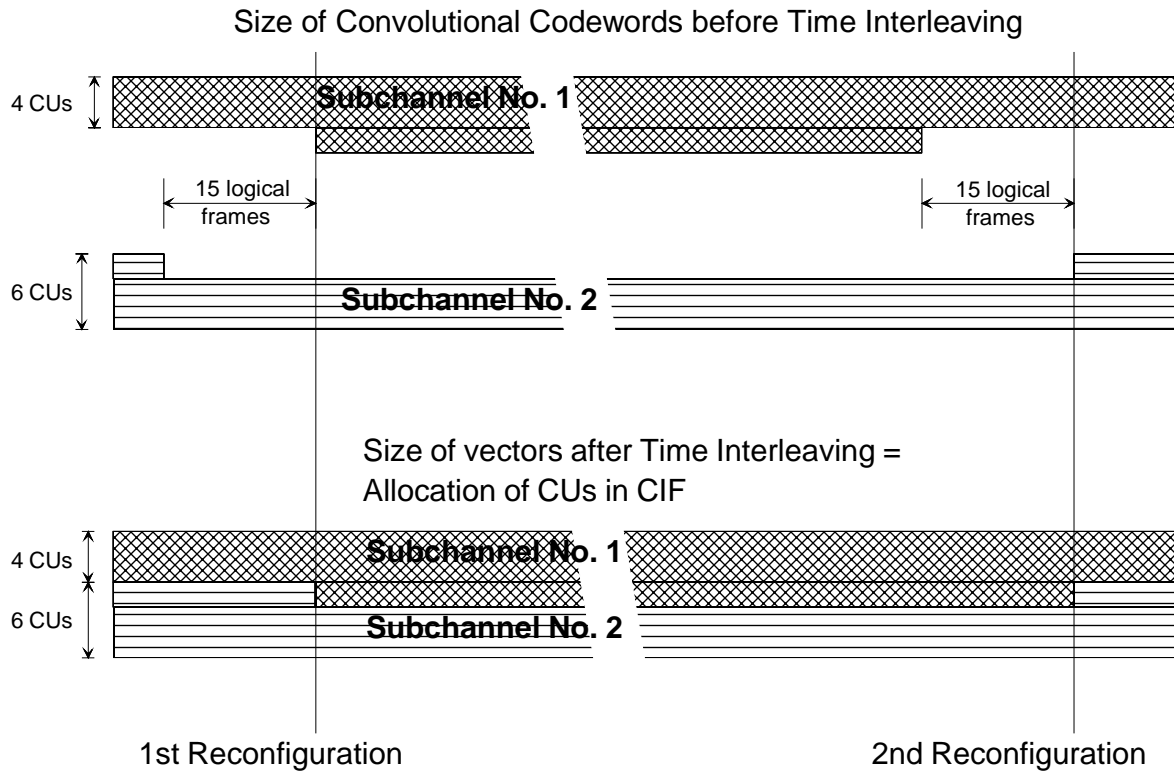 Size of Convolutional Codewords before Time Interleaving
4 CUs
Subchannel No. 1
15 logical
frames
15 logical
frames
6 CUs
Subchannel No. 2
Size of vectors after Time Interleaving =
Allocation of CUs in CIF
4 CUs
Subchannel No. 1
6 CUs
Subchannel No. 2
1st Reconfiguration
2nd Reconfiguration